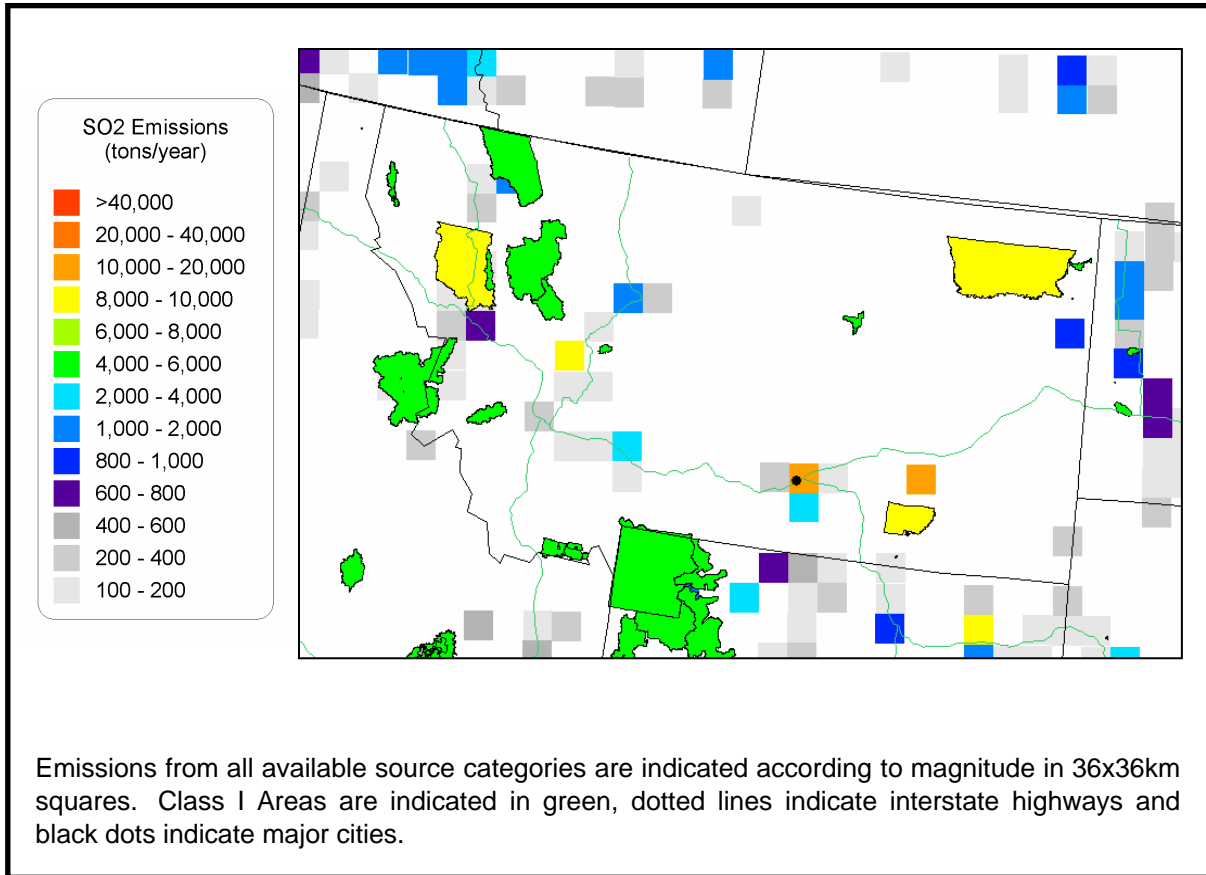 SO2 Emissions
(tons/year)
>40,000
20,000 - 40,000
10,000 - 20,000
8,000 - 10,000
6,000 - 8,000
4,000 - 6,000
2,000 - 4,000
1,000 - 2,000
800 - 1,000
600 - 800
400 - 600
200 - 400
100 - 200
Emissions from all available source categories are indicated according to magnitude in 36x36km
squares. Class I Areas are indicated in green, dotted lines indicate interstate highways and
black dots indicate major cities.